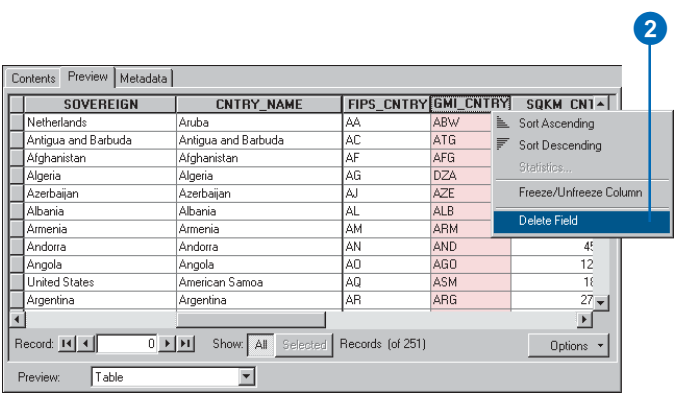 2
Contents Preview Metadata
SOVEREIGN CNTRY_NAME FIPS_CNTRY GMI_CNTRY SQKM_CNT
Netherlands Aruba AA ABW
Antigua and Barbuda Antigua and Barbuda AC ATG
Afghanistan Afghanistan AF AFG
Algeria Algeria AG DZA
Azerbaijan Azerbaijan AJ AZE
Albania Albania AL ALB
Armenia Armenia AM ARM
Andorra Andorra AN AND 45
Angola Angola AO AGO 12
United States American Samoa AQ ASM 18
Argentina Argentina AR ARG 27
Sort Ascending
Sort Descending
Statistics...
Freeze/Unfreeze Column
Delete Field
Record: 0 Show: All Selected Records (of 251) Options
Preview: Table